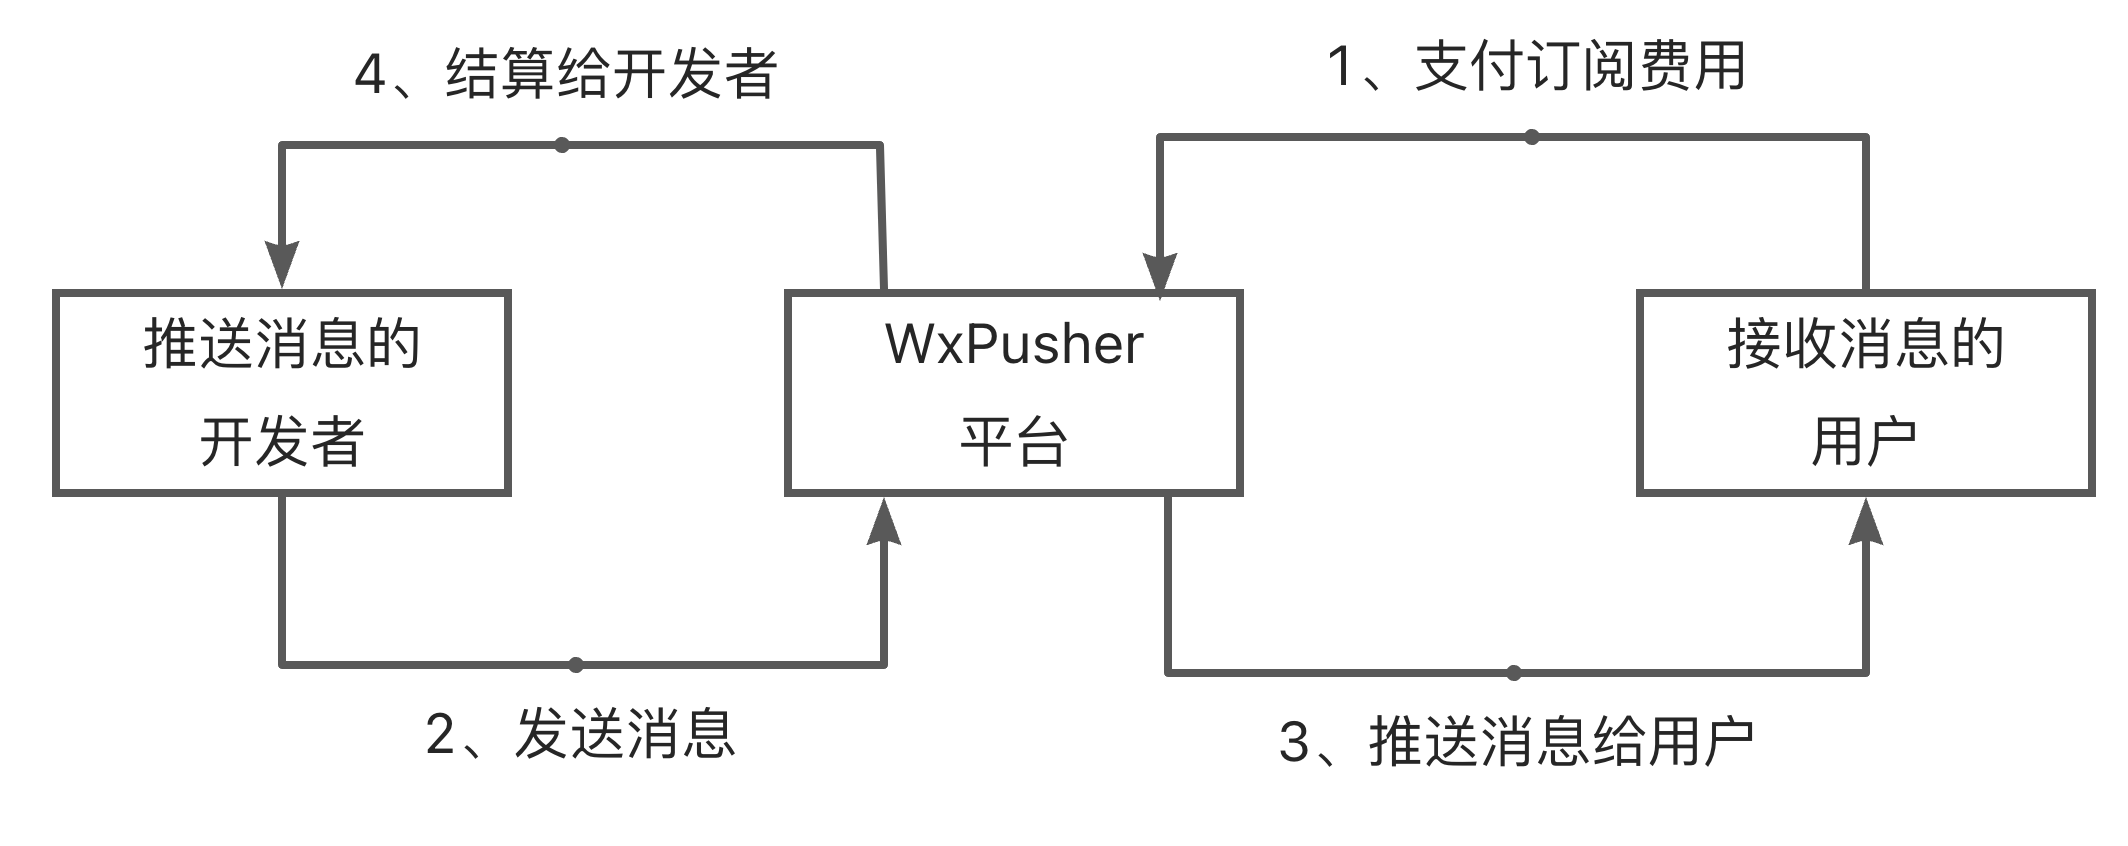 4、结算给开发者
1、支付订阅费用
推送消息的
开发者
WxPusher
平台
接收消息的
用户
2、发送消息
3、推送消息给用户